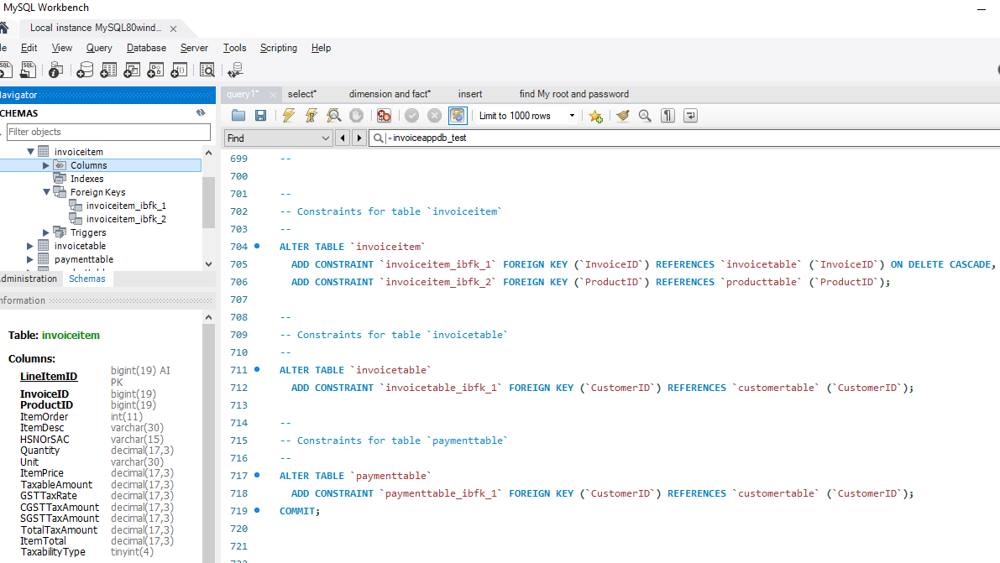 MySQL Workbench
Local instance MySQL80wind...
le Edit View Query Database Server Tools Scripting Help
Navigator
CHEMAS
Filter objects
invoiceitem
Columns
Indexes
Foreign Keys
invoiceitem_ibfk_1
invoiceitem_ibfk_2
Triggers
invoicetable
paymenttable
dministration Schemas
nformation
Table: invoiceitem
Columns:
LineItemID bigint(19) AI
PK
InvoiceID bigint(19)
ProductID bigint(19)
ItemOrder int(11)
ItemDesc varchar(30)
HSNOrSAC varchar(15)
Quantity decimal(17,3)
Unit varchar(30)
ItemPrice decimal(17,3)
TaxableAmount decimal(17,3)
GSTTaxRate decimal(17,3)
CGSTTaxAmount decimal(17,3)
SGSTTaxAmount decimal(17,3)
TotalTaxAmount decimal(17,3)
ItemTotal decimal(17,3)
TaxabilityType tinyint(4)
query1* select* dimension and fact* insert find My root and password
Limit to 1000 rows
Find invoiceappdb_test
699 --
700
701 --
702 -- Constraints for table `invoiceitem`
703 --
704 ALTER TABLE `invoiceitem`
705 ADD CONSTRAINT `invoiceitem_ibfk_1` FOREIGN KEY (`InvoiceID`) REFERENCES `invoicetable` (`InvoiceID`) ON DELETE CASCADE,
706 ADD CONSTRAINT `invoiceitem_ibfk_2` FOREIGN KEY (`ProductID`) REFERENCES `producttable` (`ProductID`);
707
708 --
709 -- Constraints for table `invoicetable`
710 --
711 ALTER TABLE `invoicetable`
712 ADD CONSTRAINT `invoicetable_ibfk_1` FOREIGN KEY (`CustomerID`) REFERENCES `customertable` (`CustomerID`);
713
714 --
715 -- Constraints for table `paymenttable`
716 --
717 ALTER TABLE `paymenttable`
718 ADD CONSTRAINT `paymenttable_ibfk_1` FOREIGN KEY (`CustomerID`) REFERENCES `customertable` (`CustomerID`);
719 COMMIT;
720
721